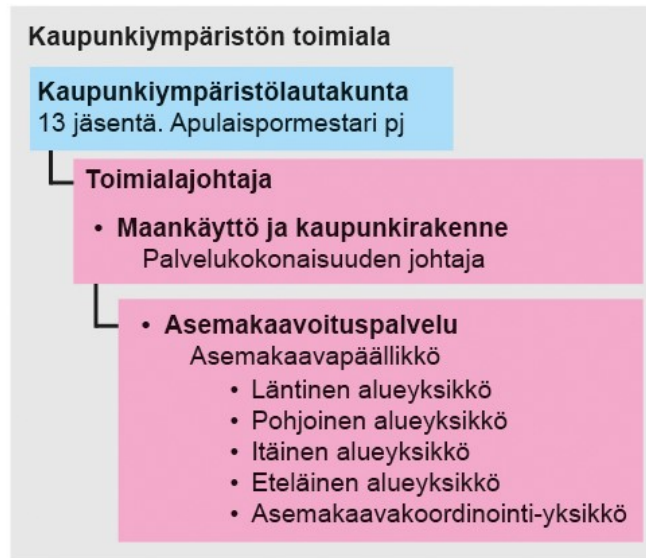 Kaupunkiympäristön toimiala
Kaupunkiympäristölautakunta
13 jäsentä. Apulaispormestari pj
Toimialajohtaja
• Maankäyttö ja kaupunkirakenne
Palvelukokonaisuuden johtaja
• Asemakaavoituspalvelu
Asemakaavapäällikkö
• Läntinen alueyksikkö
• Pohjoinen alueyksikkö
• Itäinen alueyksikkö
• Eteläinen alueyksikkö
• Asemakaavakoordinointi-yksikkö